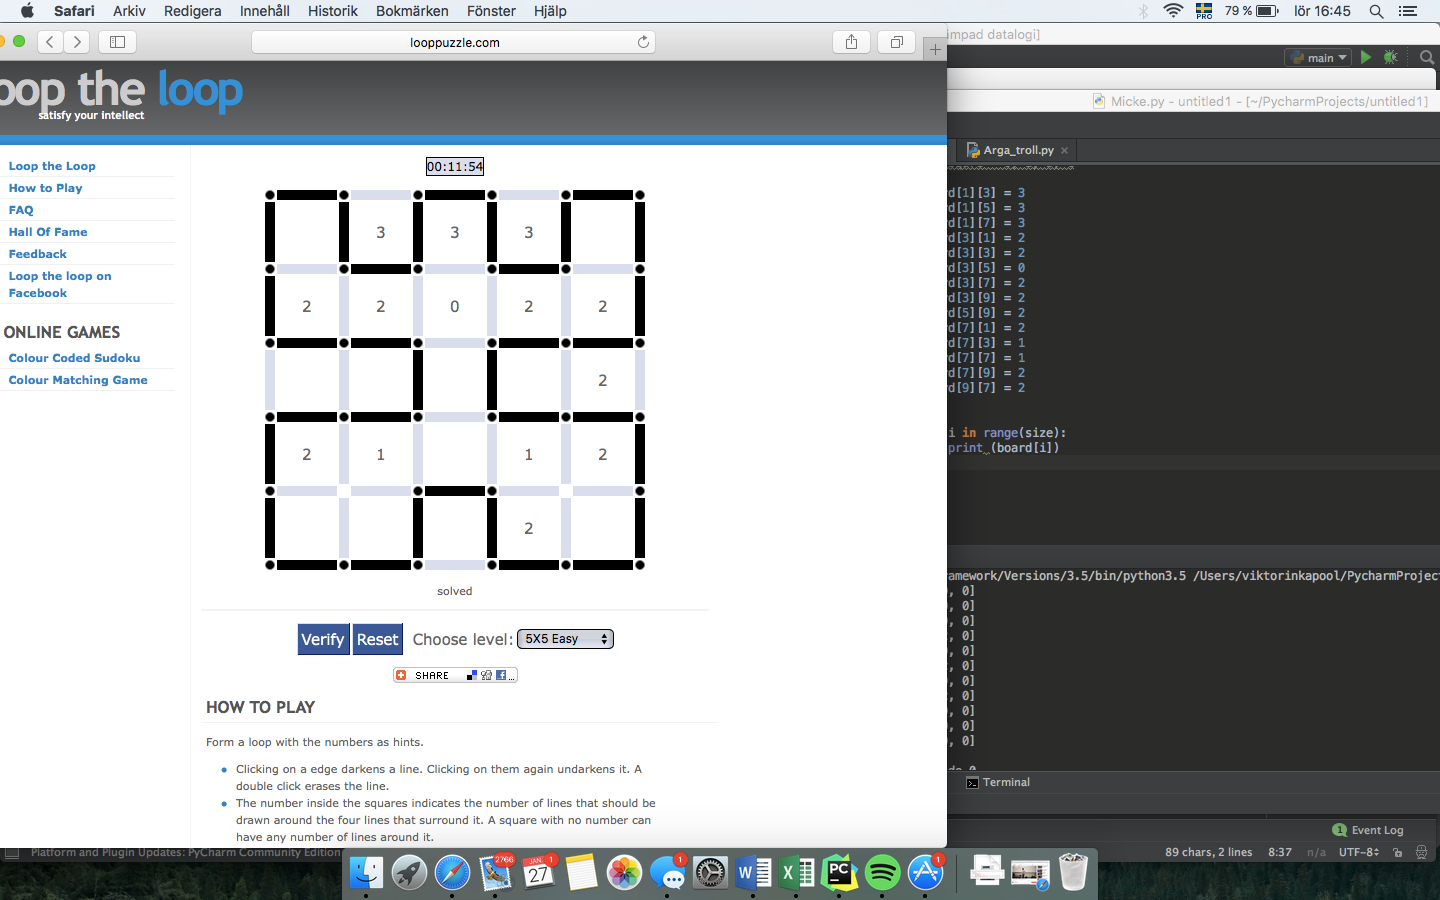 Safari Arkiv Redigera Innehåll Historik Bokmärken Fönster Hjälp PRO 79 % lör 16:45
looppuzzle.com
oop the loop
satisfy your intellect
Loop the Loop
How to Play
FAQ
Hall Of Fame
Feedback
Loop the loop on
Facebook
ONLINE GAMES
Colour Coded Sudoku
Colour Matching Game
00:11:54
3 3 3
2 2 0 2 2
2
2 1 1 2
2
solved
Verify Reset Choose level: 5X5 Easy
SHARE
HOW TO PLAY
Form a loop with the numbers as hints.
Clicking on a edge darkens a line. Clicking on them again undarkens it. A
double click erases the line.
The number inside the squares indicates the number of lines that should be
drawn around the four lines that surround it. A square with no number can
have any number of lines around it.
impad datalogi]
main
Micke.py - untitled1 - [~/PycharmProjects/untitled1]
Arga_troll.py
d[1][3] = 3
d[1][5] = 3
d[1][7] = 3
d[3][1] = 2
d[3][3] = 2
d[3][5] = 0
d[3][7] = 2
d[3][9] = 2
d[5][9] = 2
d[7][1] = 2
d[7][3] = 1
d[7][7] = 1
d[7][9] = 2
d[9][7] = 2
i in range(size):
print (board[i])
amework/Versions/3.5/bin/python3.5 /Users/viktorinkapool/PycharmProject
, 0]
, 0]
, 0]
, 0]
, 0]
, 0]
, 0]
, 0]
, 0]
, 0]
, 0]
Terminal
1 Event Log
Platform and Plugin Updates: PyCharm Community Edition
89 chars, 2 lines 8:37 n/a UTF-8
2766
JAN. 27
1
1
W
X
PC
1